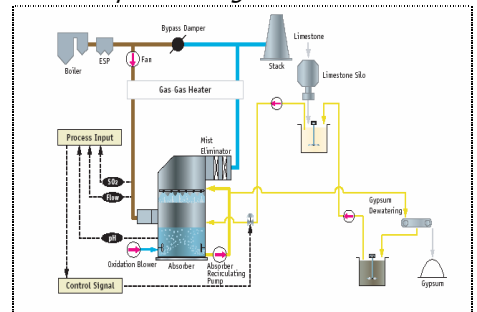 Bypass Damper
Boiler
ESP
Fan
Stack
Limestone
Limestone Silo
Gas Gas Heater
Process Input
Mist
Eliminator
SO₂
Flow
pH
Gypsum
Dewatering
Oxidation Blower
Absorber
Absorber
Recirculating
Pump
Control Signal
Gypsum